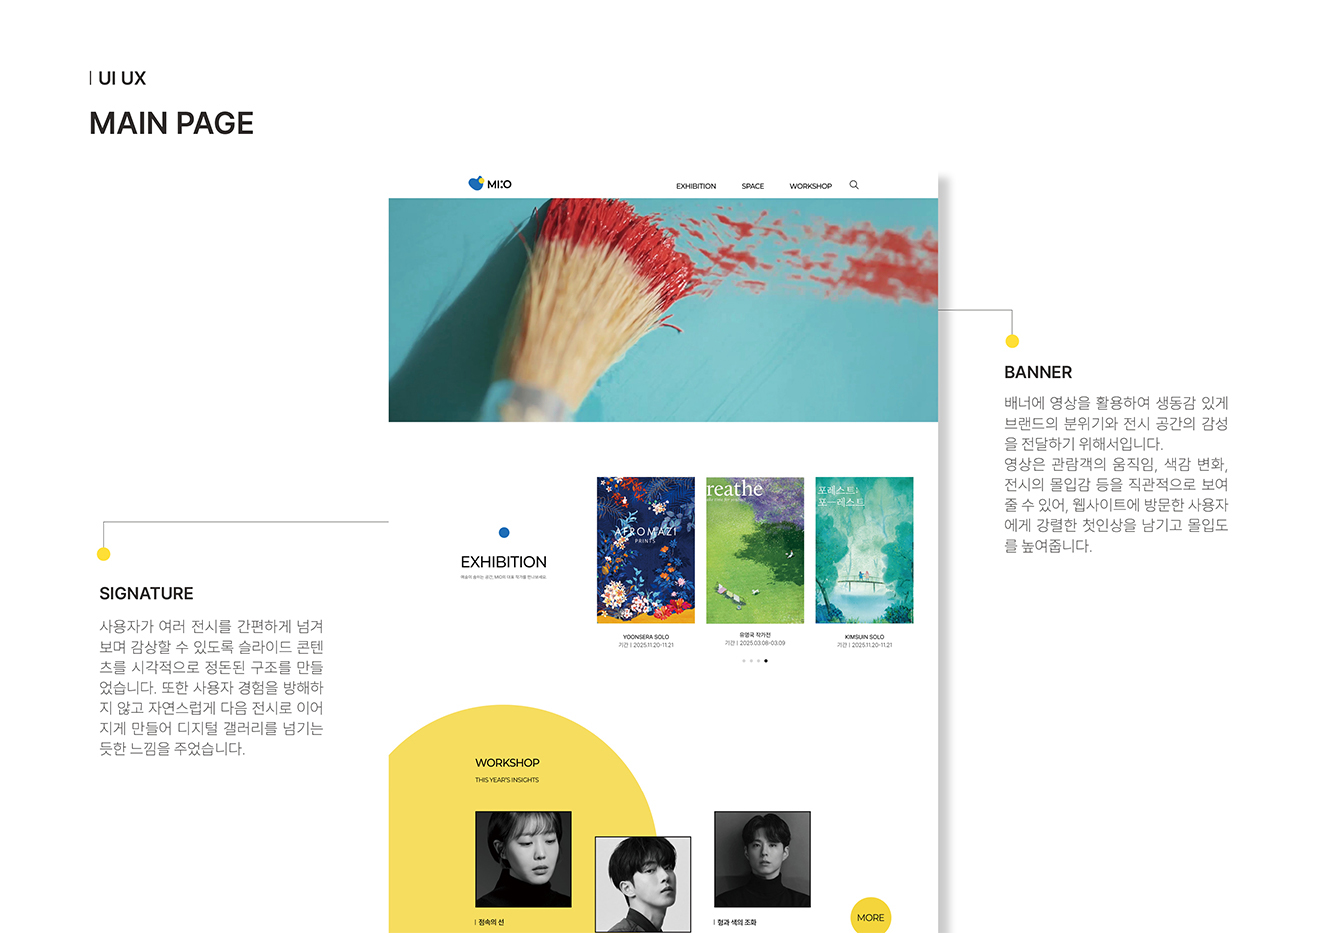 | UI UX
MAIN PAGE
MI:O
EXHIBITION
SPACE
WORKSHOP
BANNER
배너에 영상을 활용하여 생동감 있게
브랜드의 분위기와 전시 공간의 감성
을 전달하기 위해서입니다.
영상은 관람객의 움직임, 색감 변화,
전시의 몰입감 등을 직관적으로 보여
줄 수 있어, 웹사이트에 방문한 사용자
에게 강렬한 첫인상을 남기고 몰입도
를 높여줍니다.
SIGNATURE
사용자가 여러 전시를 간편하게 넘겨
보며 감상할 수 있도록 슬라이드 콘텐
츠를 시각적으로 정돈된 구조를 만들
었습니다. 또한 사용자 경험을 방해하
지 않고 자연스럽게 다음 전시로 이어
지게 만들어 디지털 갤러리를 넘기는
듯한 느낌을 주었습니다.
EXHIBITION
AFROMAZI
PRINTS
reathe
포레스트:
포—레스트
YOONSERA SOLO
기간 | 2025.11.20-11.21
유영국 작가전
기간 | 2025.03.08-03.09
KIMSUIN SOLO
기간 | 2025.11.20-11.21
WORKSHOP
THIS YEAR'S INSIGHTS
| 점속의 선
| 형과 색의 조화
MORE